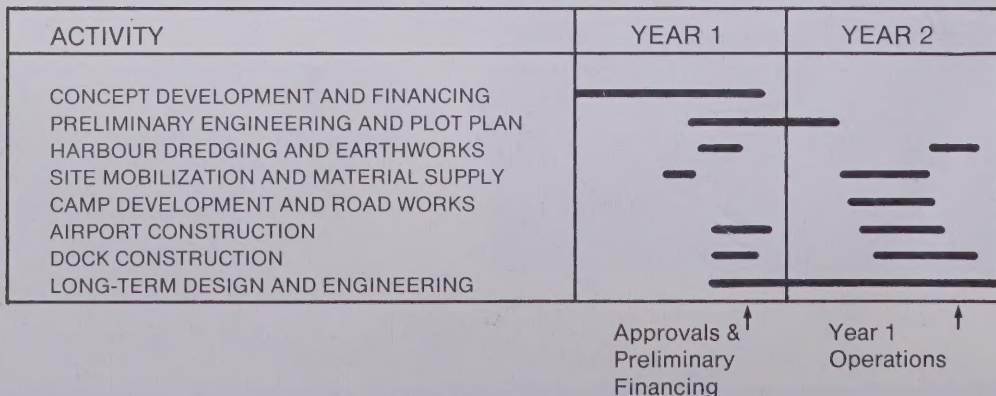 ACTIVITY YEAR 1 YEAR 2
CONCEPT DEVELOPMENT AND FINANCING
PRELIMINARY ENGINEERING AND PLOT PLAN
HARBOUR DREDGING AND EARTHWORKS
SITE MOBILIZATION AND MATERIAL SUPPLY
CAMP DEVELOPMENT AND ROAD WORKS
AIRPORT CONSTRUCTION
DOCK CONSTRUCTION
LONG-TERM DESIGN AND ENGINEERING
Approvals & Year 1
Preliminary Operations
Financing